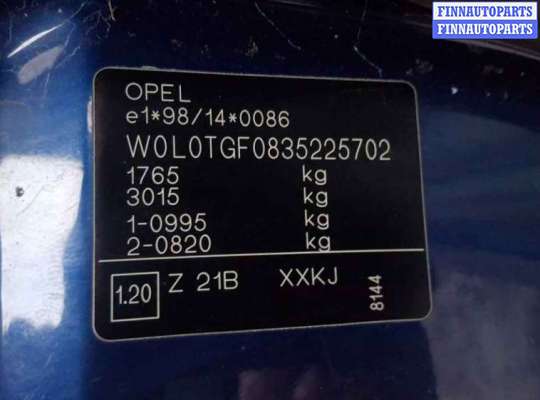 FINNAUTOPARTS
FINNAUTOPARTS
OPEL
e1*98/14*0086
W0L0TGF0835225702
1765 kg
3015 kg
1-0995 kg
2-0820 kg
1.20 Z 21B XXKJ 8144